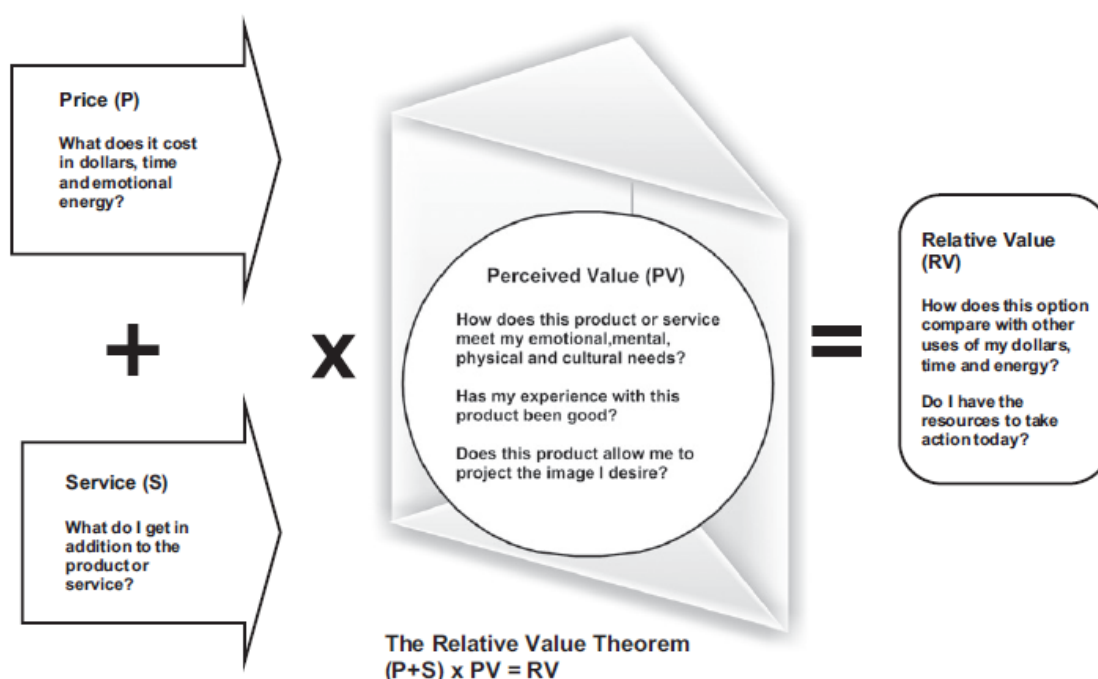 Price (P)
What does it cost
in dollars, time
and emotional
energy?
+
Service (S)
What do I get in
addition to the
product or
service?
x
Perceived Value (PV)
How does this product or service
meet my emotional,mental,
physical and cultural needs?
Has my experience with this
product been good?
Does this product allow me to
project the image I desire?
=
Relative Value
(RV)
How does this option
compare with other
uses of my dollars,
time and energy?
Do I have the
resources to take
action today?
The Relative Value Theorem
(P+S) x PV = RV